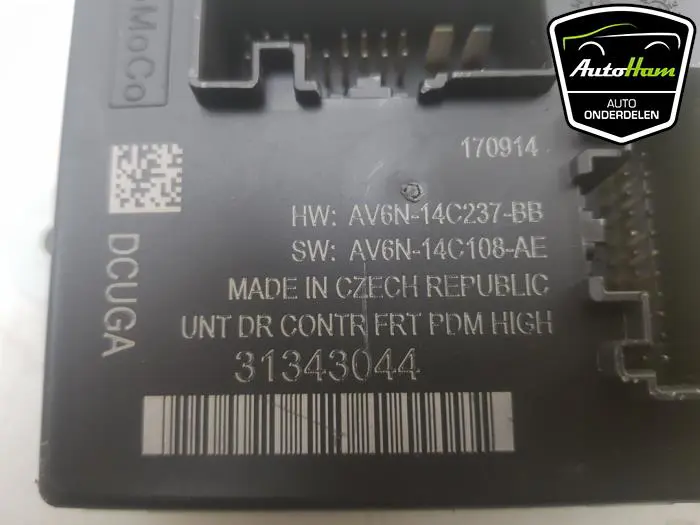 MoCo
AutoHam
AUTO
ONDERDELEN
170914
HW: AV6N-14C237-BB
SW: AV6N-14C108-AE
MADE IN CZECH REPUBLIC
UNT DR CONTR FRT PDM HIGH
31343044
DCUGA